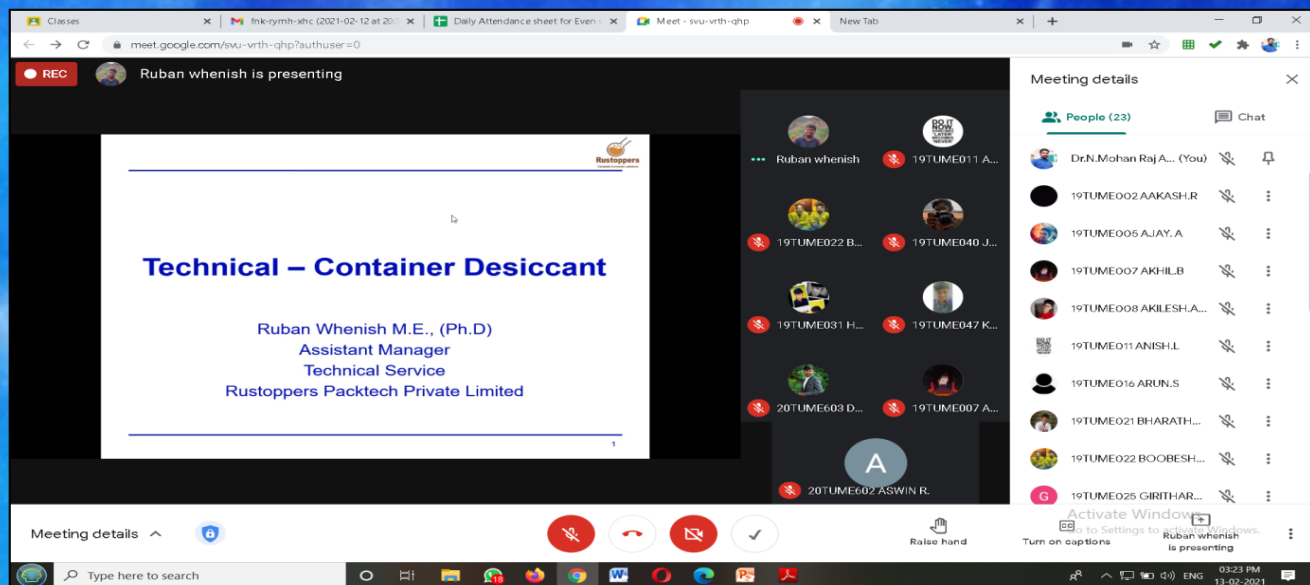 Classes
fnk-rymh-xhc (2021-02-12 at 20
Daily Attendance sheet for Even s
Meet - svu-vrth-qhp
New Tab
meet.google.com/svu-vrth-qhp?authuser=0
REC
Ruban whenish is presenting
Rustoppers
Technical – Container Desiccant
Ruban Whenish M.E., (Ph.D)
Assistant Manager
Technical Service
Rustoppers Packtech Private Limited
1
Ruban whenish
19TUME011 A...
DO IT
NOW
19TUME022 B...
19TUME040 J...
19TUME031 H...
19TUME047 K...
20TUME603 D...
19TUME007 A...
A
20TUME602 ASWIN R.
Meeting details
People (23)
Chat
Dr.N.Mohan Raj A... (You)
19TUME002 AAKASH.R
19TUME005 AJAY. A
19TUME007 AKHIL.B
19TUME008 AKILESH.A...
19TUME011 ANISH.L
19TUME016 ARUN.S
19TUME021 BHARATH...
19TUME022 BOOBESH...
G
19TUME025 GIRITHAR...
Activate Windows
Go to Settings to activate Windows.
Meeting details
Raise hand
Turn on captions
Ruban whenish
is presenting
Type here to search
18
ENG
03:23 PM
13-02-2021